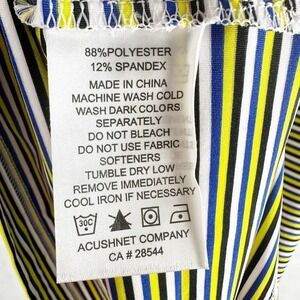 88%POLYESTER
12% SPANDEX
MADE IN CHINA
MACHINE WASH COLD
WASH DARK COLORS
SEPARATELY
DO NOT BLEACH
DO NOT USE FABRIC
SOFTENERS
TUMBLE DRY LOW
REMOVE IMMEDIATELY
COOL IRON IF NECESSARY
30C
ACUSHNET COMPANY
CA # 28544